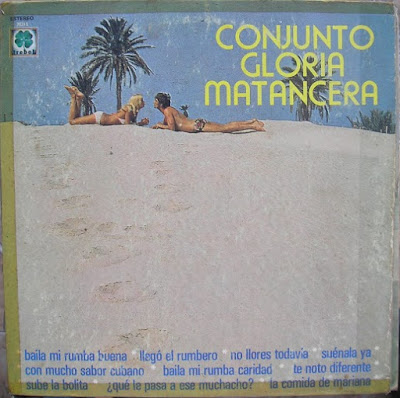 ESTEREO
trebol
CONJUNTO
GLORIA
MATANCERA
baila mi rumba buena llegó el rumbero no llores todavia suénala ya
con mucho sabor cubano baila mi rumba caridad te noto diferente
sube la bolita ¿qué le pasa a ese muchacho? la comida de mañana